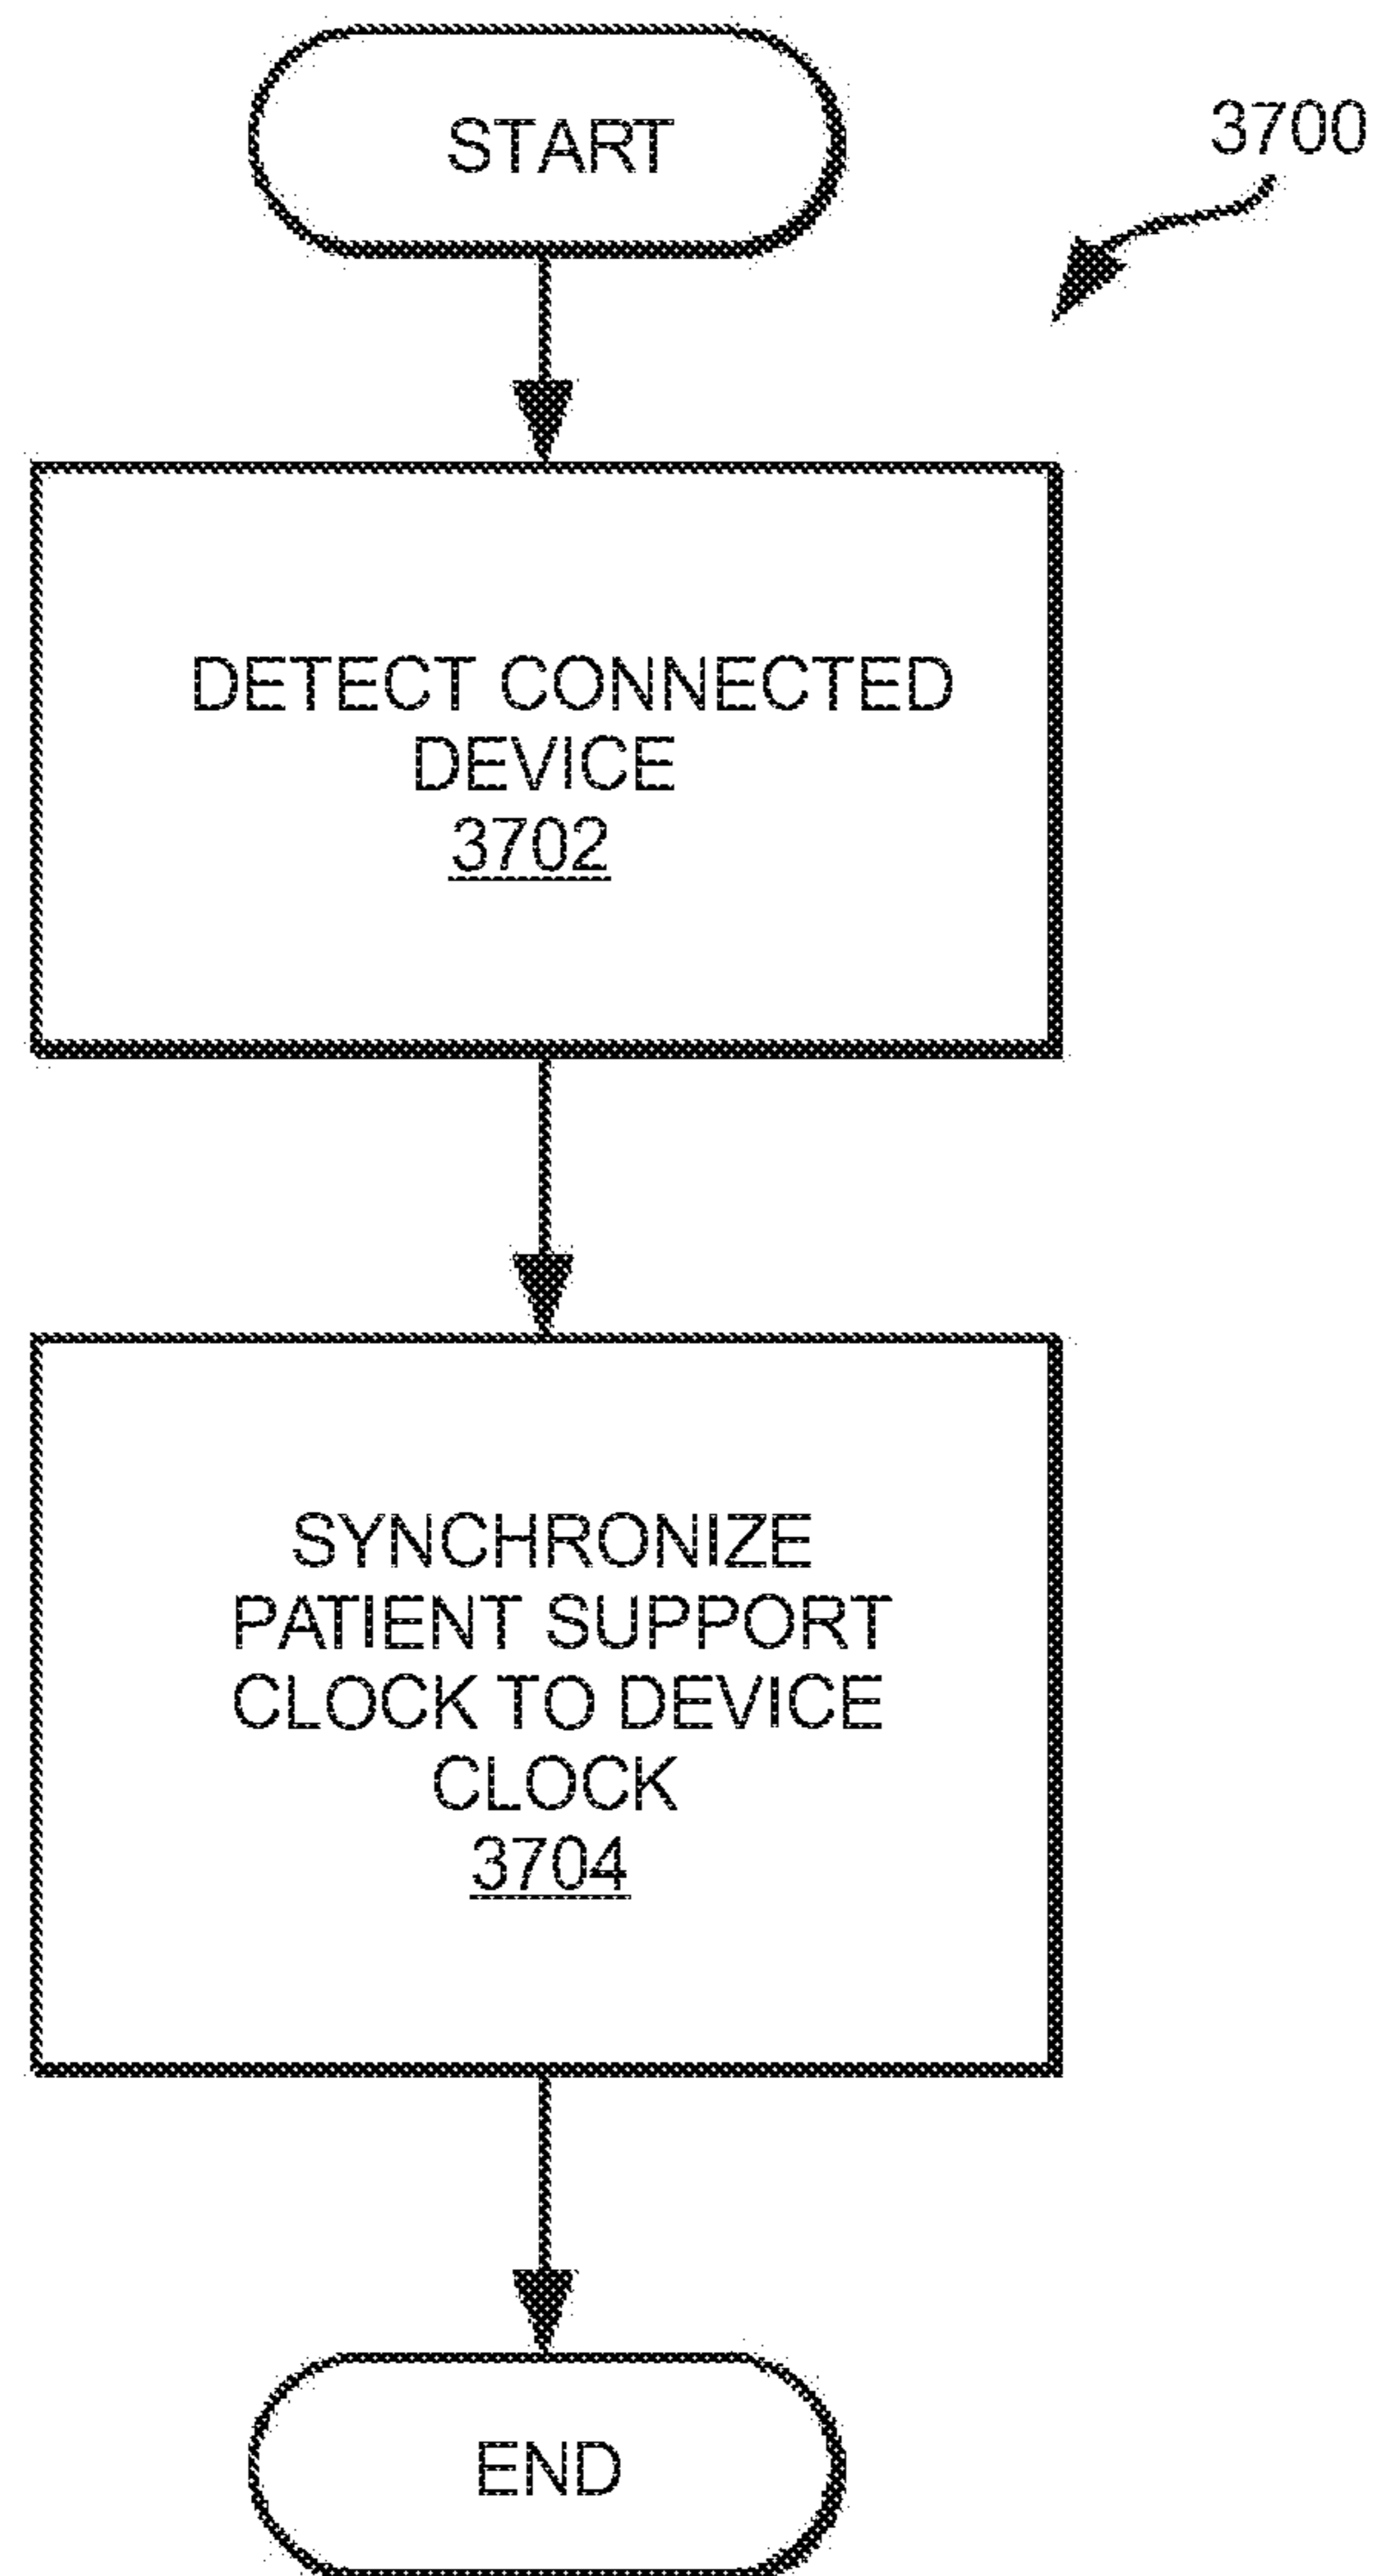 START
3700
DETECT CONNECTED
DEVICE
3702
SYNCHRONIZE
PATIENT SUPPORT
CLOCK TO DEVICE
CLOCK
3704
END